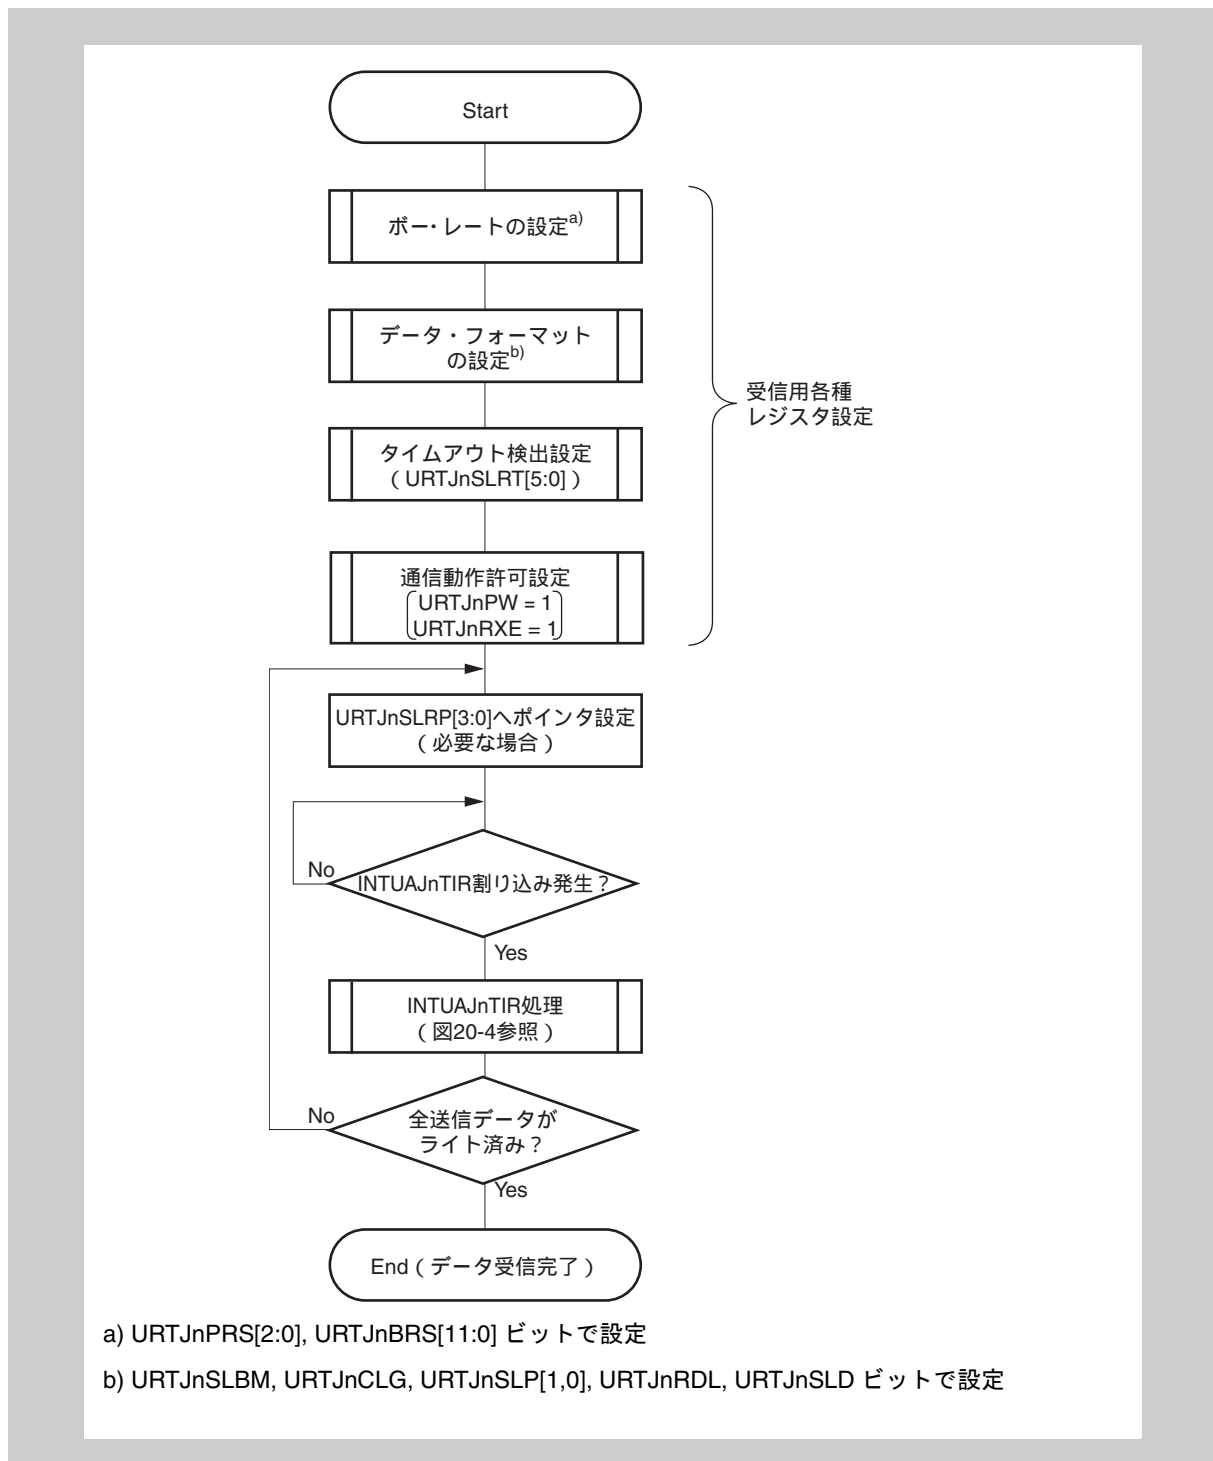 Start
ボー・レートの設定a)
データ・フォーマット
の設定b)
タイムアウト検出設定
（URTJnSLRT[5:0]）
受信用各種
レジスタ設定
通信動作許可設定
URTJnPW = 1
URTJnRXE = 1
URTJnSLRP[3:0]へポインタ設定
（必要な場合）
No
INTUAJnTIR割り込み発生？
Yes
INTUAJnTIR処理
（図20-4参照）
No
全送信データが
ライト済み？
Yes
End（データ受信完了）
a) URTJnPRS[2:0], URTJnBRS[11:0] ビットで設定
b) URTJnSLBM, URTJnCLG, URTJnSLP[1,0], URTJnRDL, URTJnSLD ビットで設定